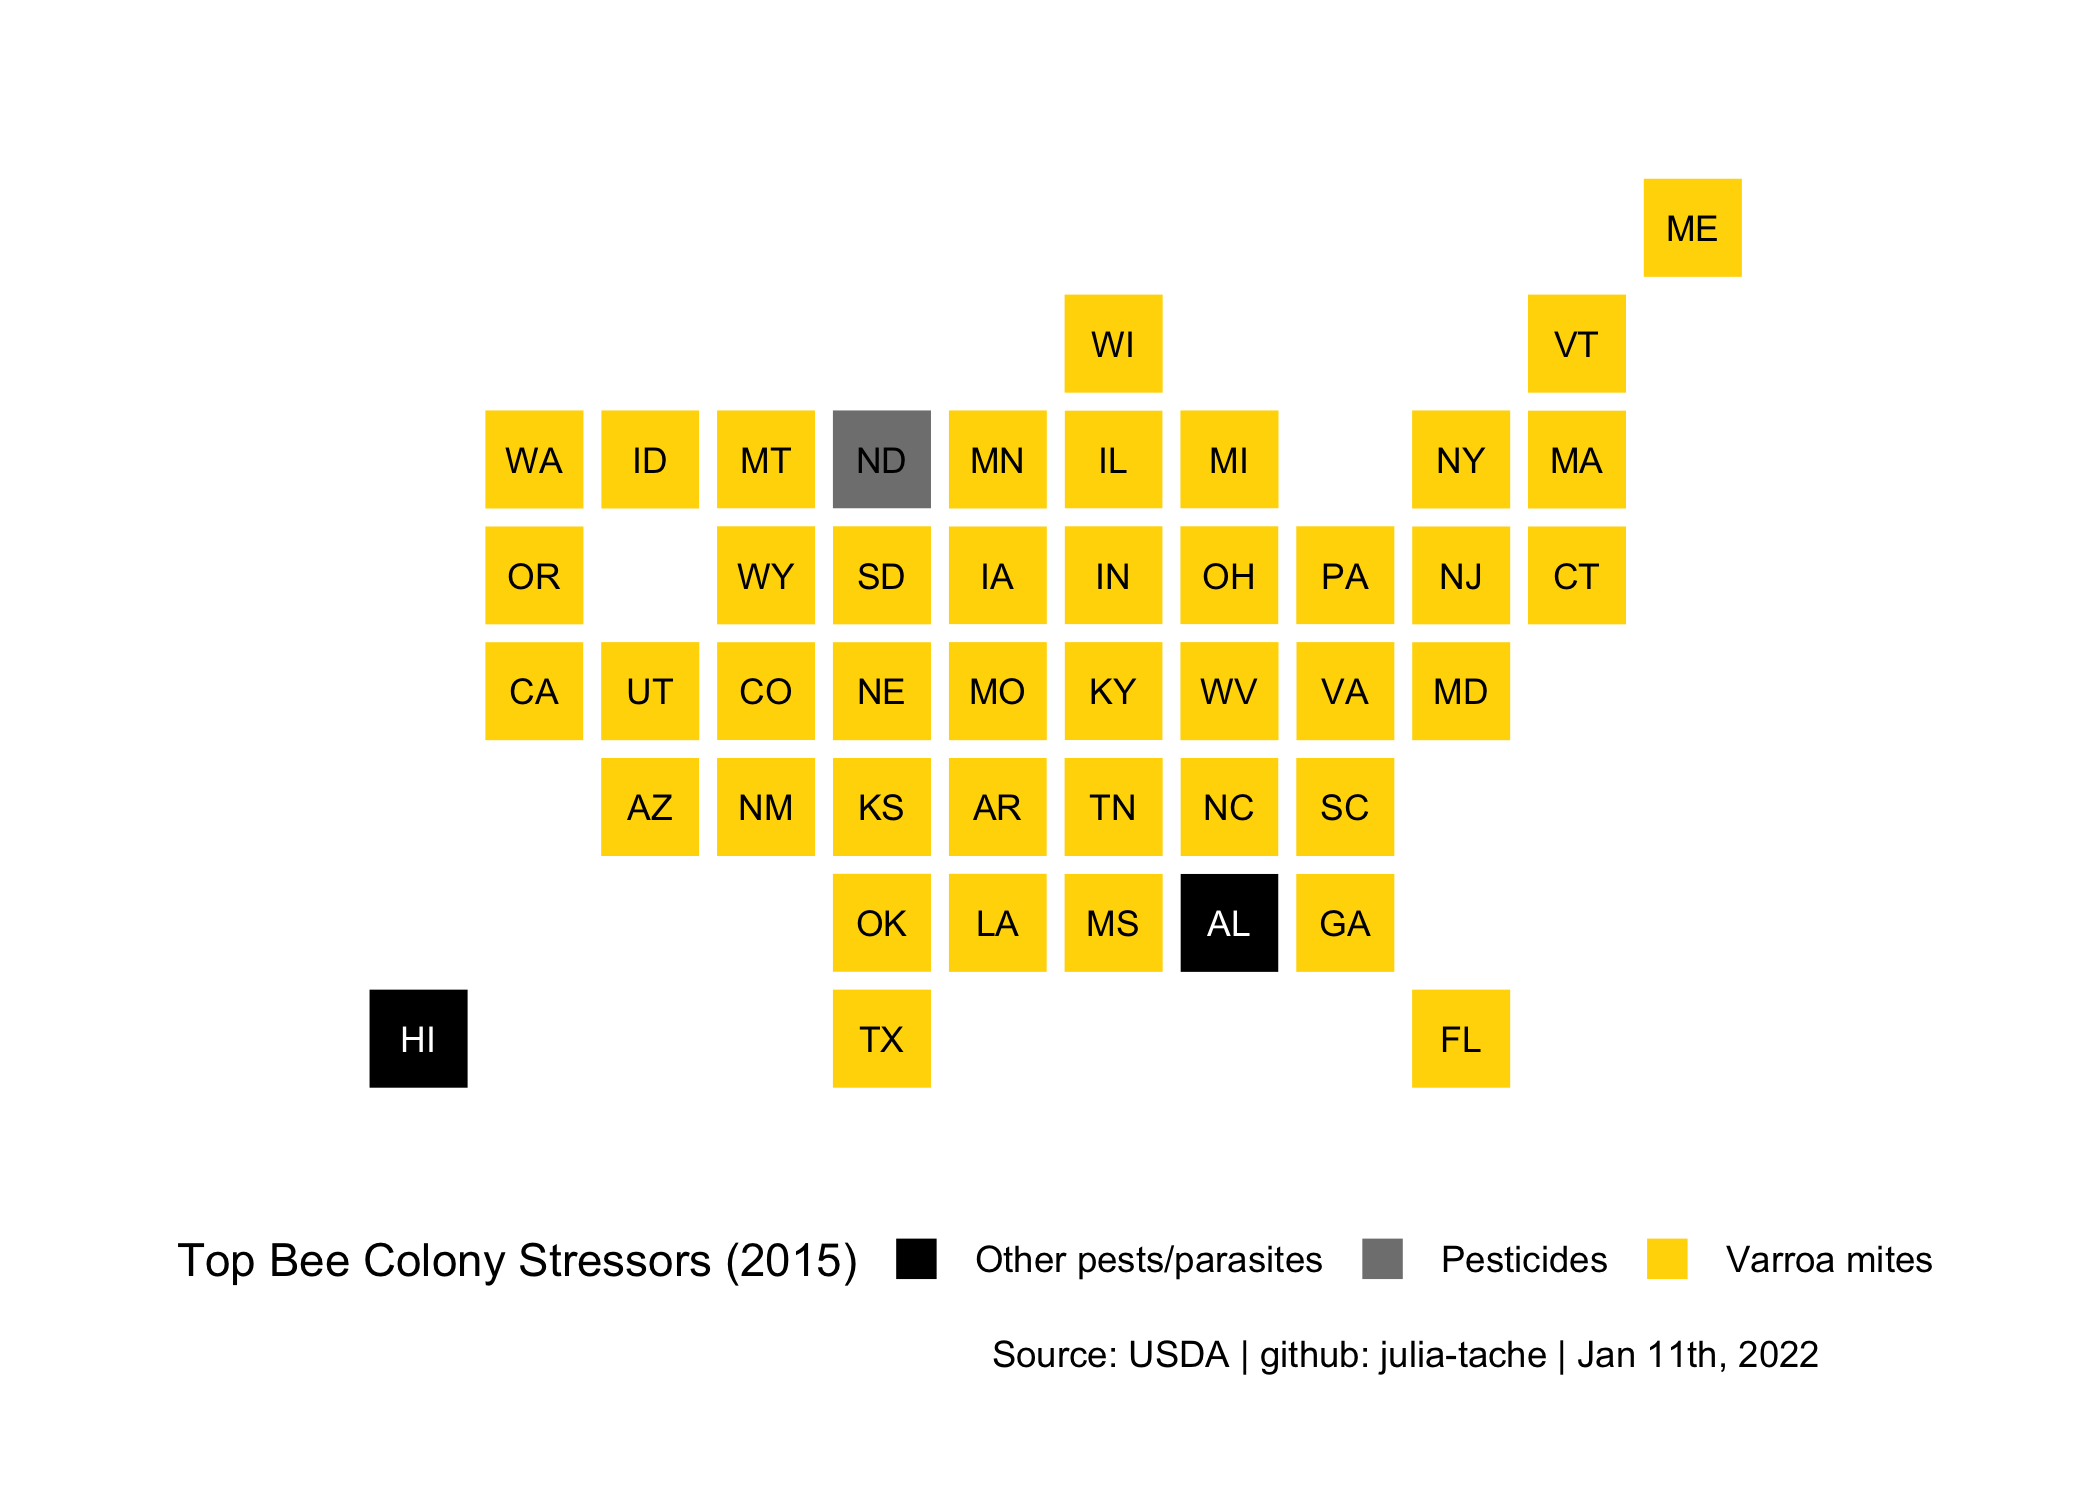 ME
WI VT
WA ID MT ND MN IL MI NY MA
OR WY SD IA IN OH PA NJ CT
CA UT CO NE MO KY WV VA MD
AZ NM KS AR TN NC SC
OK LA MS AL GA
HI TX FL
Top Bee Colony Stressors (2015) Other pests/parasites Pesticides Varroa mites
Source: USDA | github: julia-tache | Jan 11th, 2022